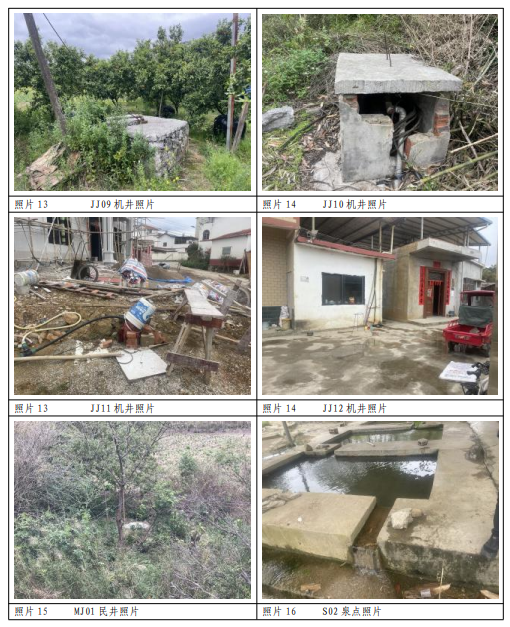 照片 13 JJ09 机井照片
照片 14 JJ10 机井照片
照片 13 JJ11 机井照片
照片 14 JJ12 机井照片
照片 15 MJ01 民井照片
照片 16 S02 泉点照片